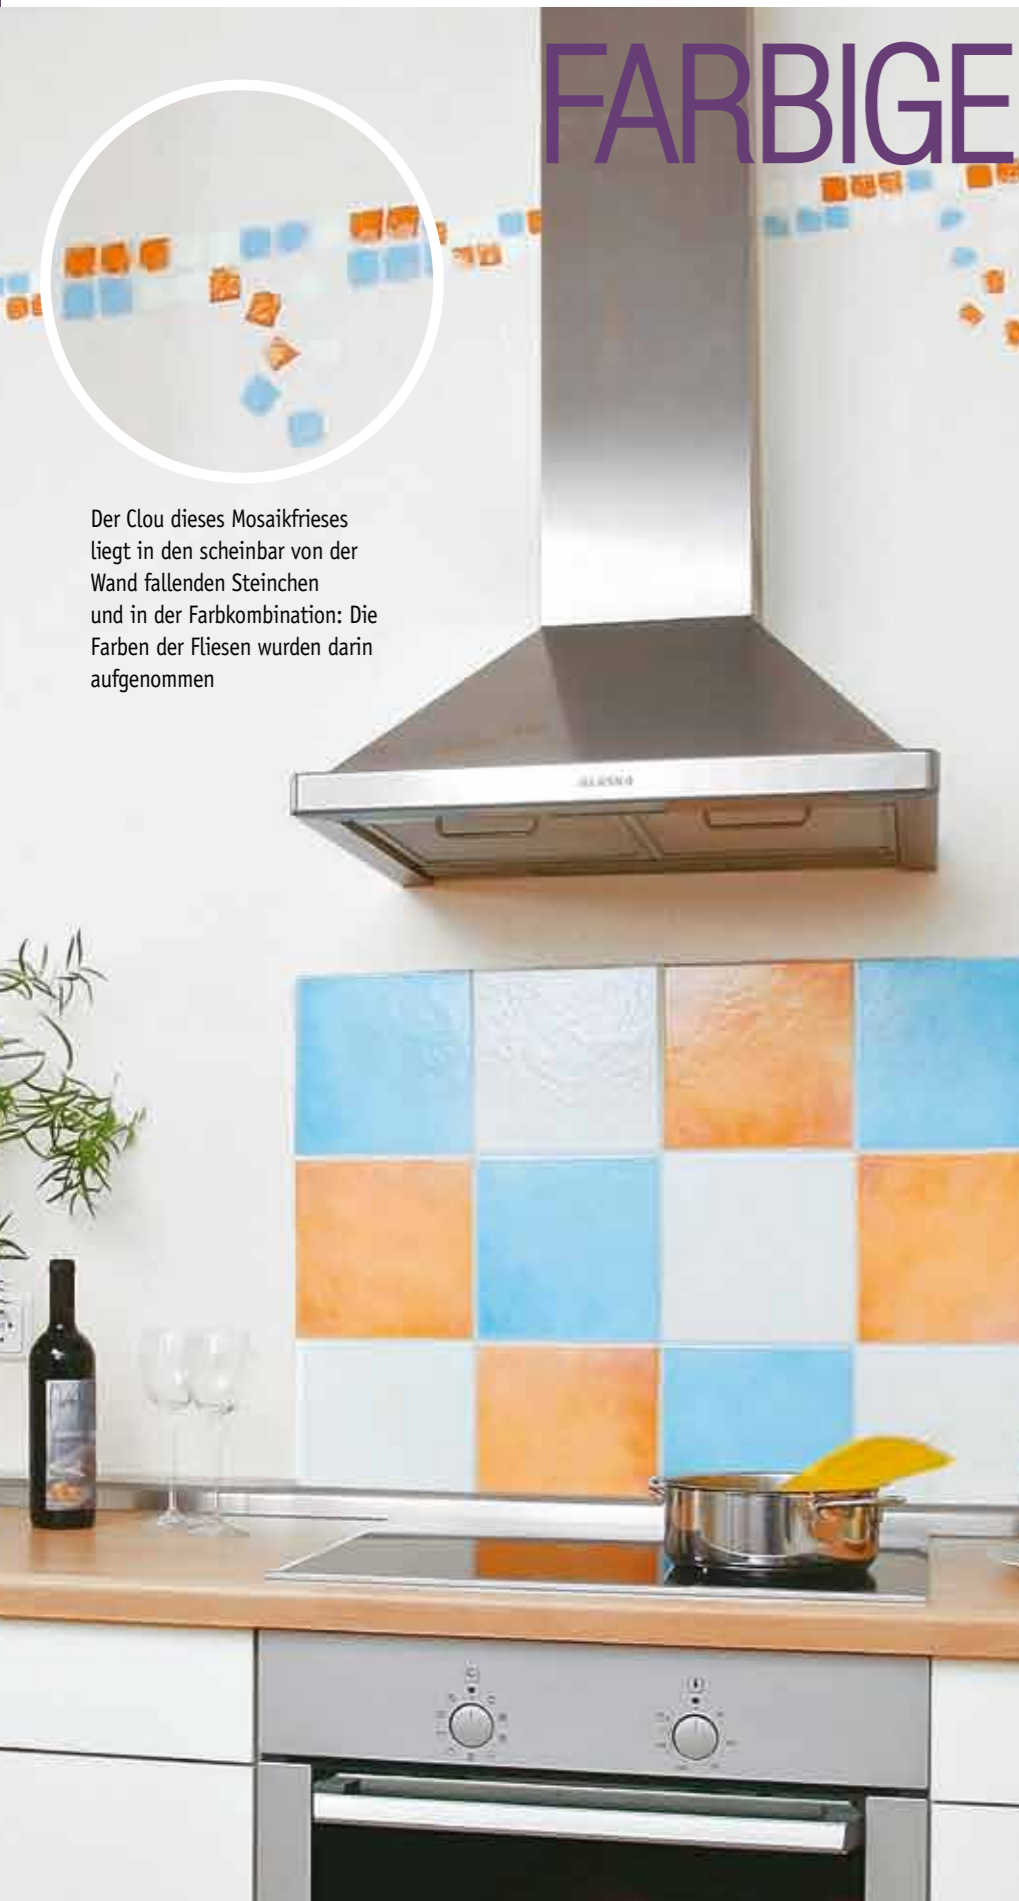 FARBIGE
Der Clou dieses Mosaikfrieses
liegt in den scheinbar von der
Wand fallenden Steinchen
und in der Farbkombination: Die
Farben der Fliesen wurden darin
aufgenommen